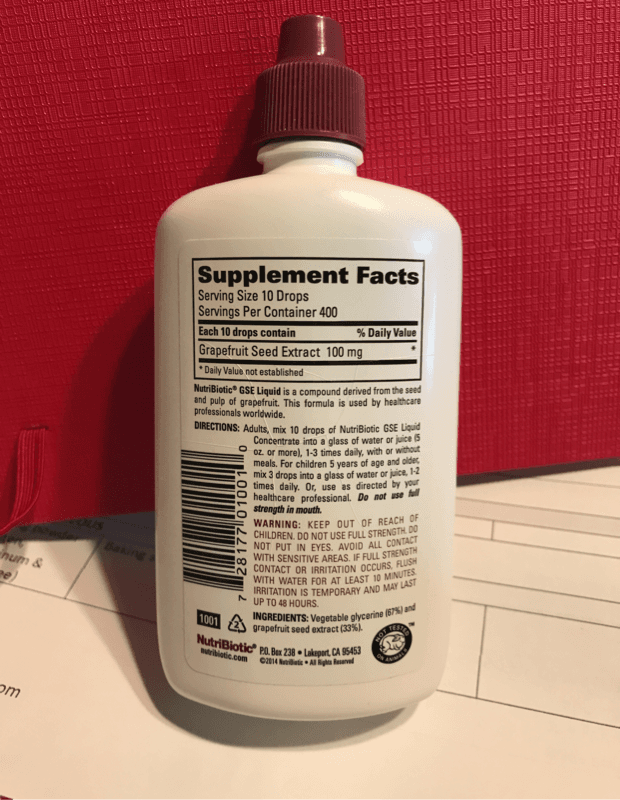 Supplement Facts
Serving Size 10 Drops
Servings Per Container 400
Each 10 drops contain % Daily Value
Grapefruit Seed Extract 100 mg *
* Daily Value not established
NutriBiotic® GSE Liquid is a compound derived from the seed
and pulp of grapefruit. This formula is used by healthcare
professionals worldwide.
DIRECTIONS: Adults, mix 10 drops of NutriBiotic GSE Liquid
Concentrate into a glass of water or juice (5
oz. or more), 1-3 times daily, with or without
meals. For children 5 years of age and older,
mix 3 drops into a glass of water or juice, 1-2
times daily. Or, use as directed by your
healthcare professional. Do not use full
strength in mouth.
WARNING: KEEP OUT OF REACH OF
CHILDREN. DO NOT USE FULL STRENGTH. DO
NOT PUT IN EYES. AVOID ALL CONTACT
WITH SENSITIVE AREAS. IF FULL STRENGTH
CONTACT OR IRRITATION OCCURS, FLUSH
WITH WATER FOR AT LEAST 10 MINUTES.
IRRITATION IS TEMPORARY AND MAY LAST
UP TO 48 HOURS.
7 28177 01001 0
INGREDIENTS: Vegetable glycerine (67%) and
grapefruit seed extract (33%).
1001
2
NutriBiotic®
nutribiotic.com
P.O. Box 238 • Lakeport, CA 95453
©2014 NutriBiotic • All Rights Reserved
NOT TESTED
ON ANIMALS
™
num &
om